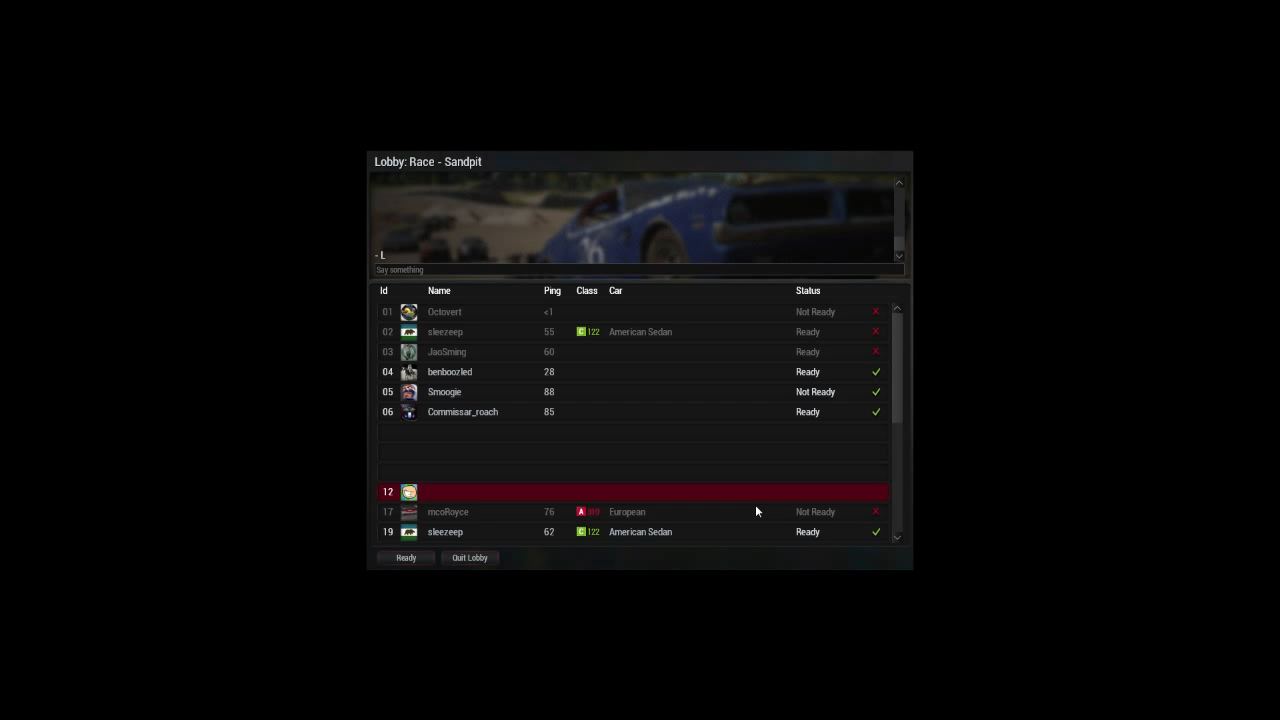 Lobby: Race - Sandpit
- L
Say something
Id Name Ping Class Car Status
01 Octovert <1 Not Ready X
02 sleezeep 55 C 122 American Sedan Ready X
03 JaoSming 60 Ready X
04 benboozled 28 Ready
05 Smoogie 88 Not Ready
06 Commissar_roach 85 Ready
12
17 mcoRoyce 76 A European Not Ready X
19 sleezeep 62 C 122 American Sedan Ready
Ready Quit Lobby